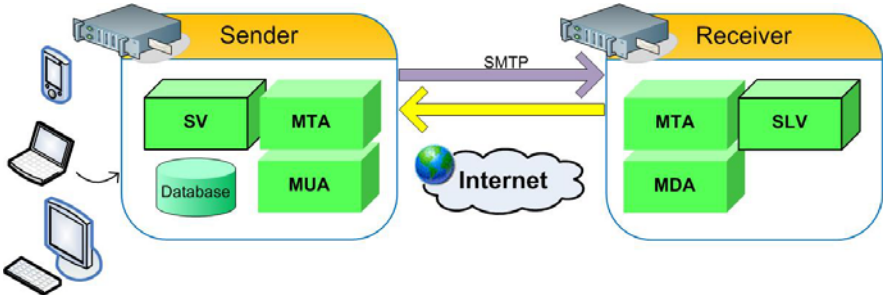 Sender
Receiver
SMTP
SV
MTA
MTA
SLV
Database
MUA
Internet
MDA